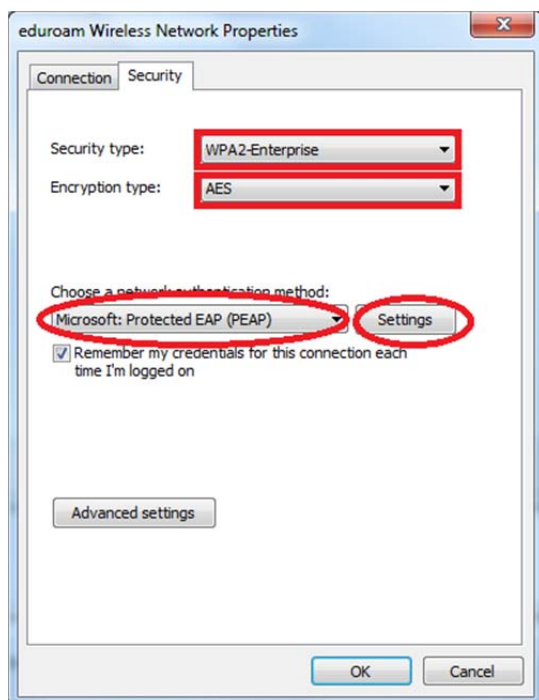 eduroam Wireless Network Properties
Connection Security
Security type: WPA2-Enterprise
Encryption type: AES
Choose a network authentication method:
Microsoft: Protected EAP (PEAP) Settings
Remember my credentials for this connection each
time I'm logged on
Advanced settings
OK Cancel